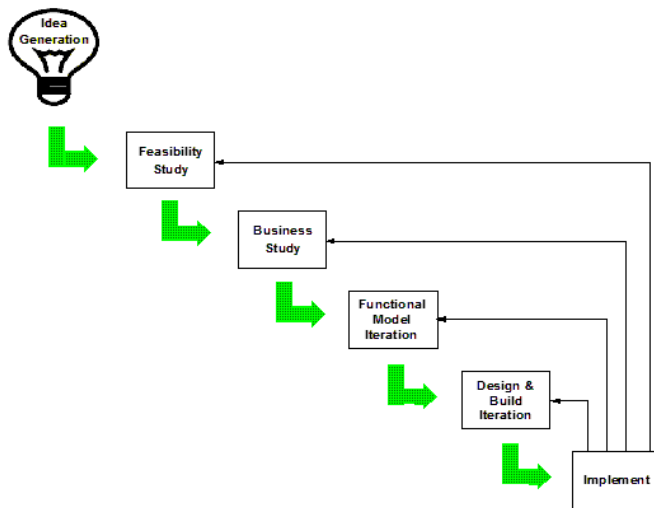 Idea
Generation
Feasibility
Study
Business
Study
Functional
Model
Iteration
Design &
Build
Iteration
Implement